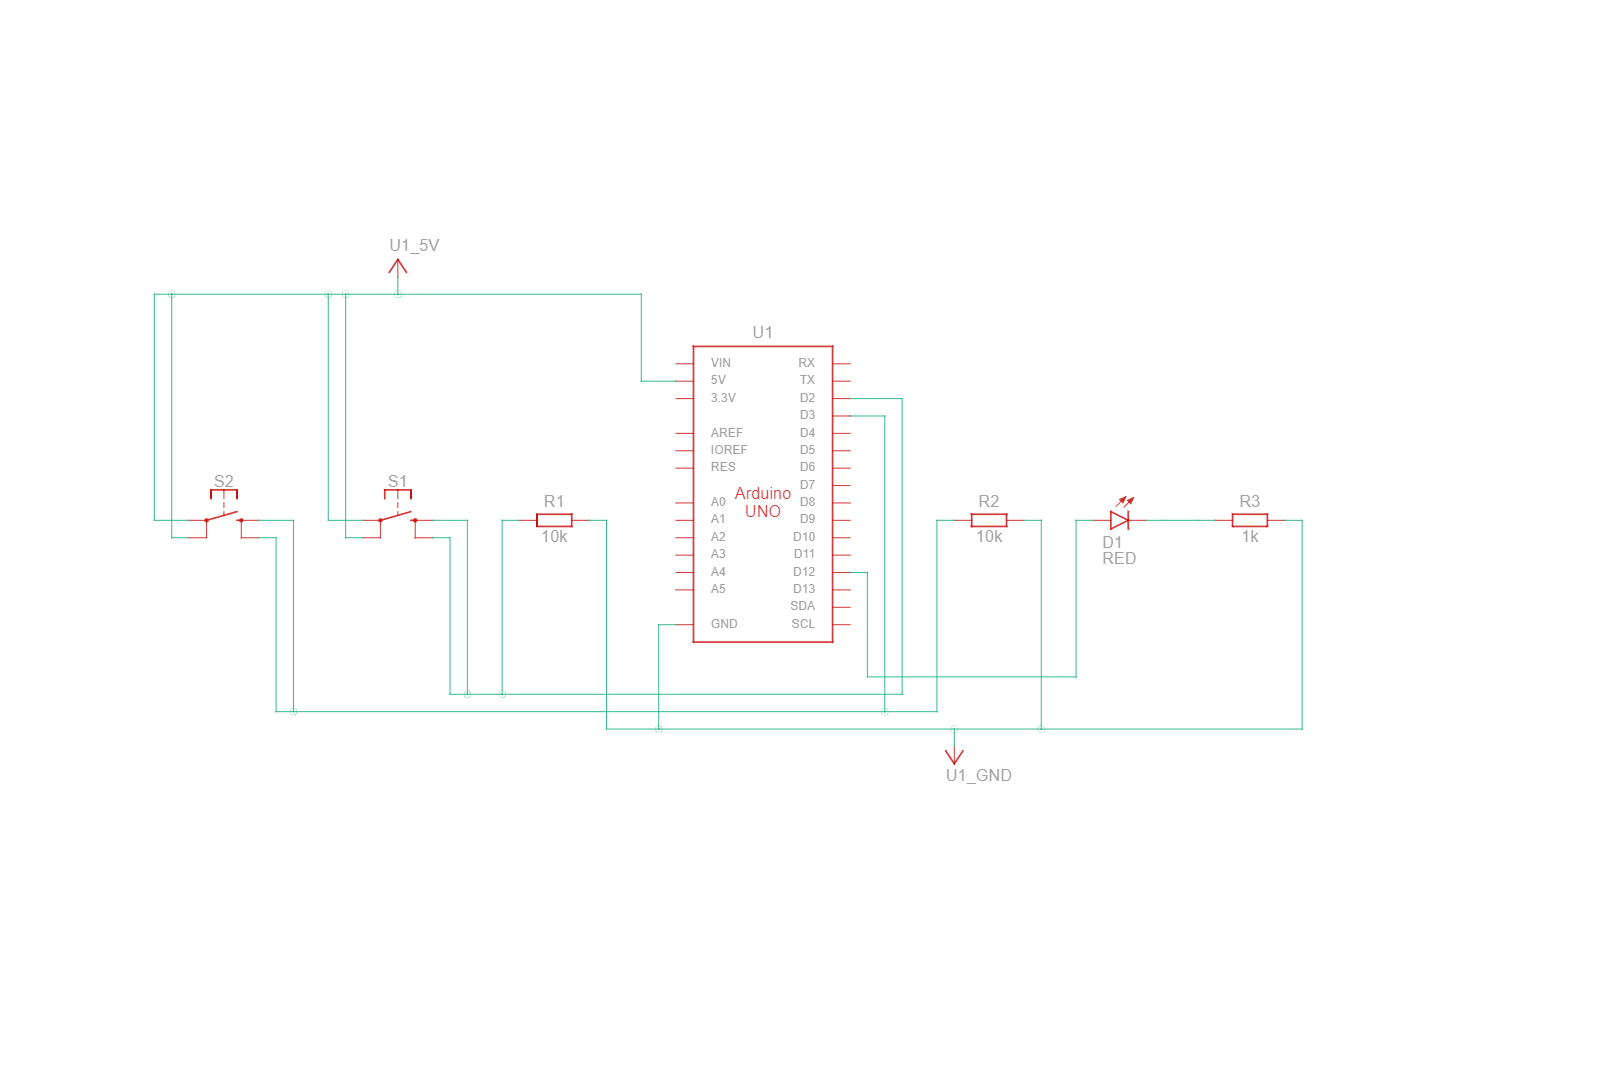 U1_5V
U1
VIN RX
5V TX
3.3V D2
D3
AREF D4
IOREF D5
RES D6
D7
A0 D8
A1 D9
A2 D10
A3 D11
A4 D12
A5 D13
SDA
GND SCL
Arduino
UNO
S2
S1
R1
10k
R2
10k
D1
RED
R3
1k
U1_GND